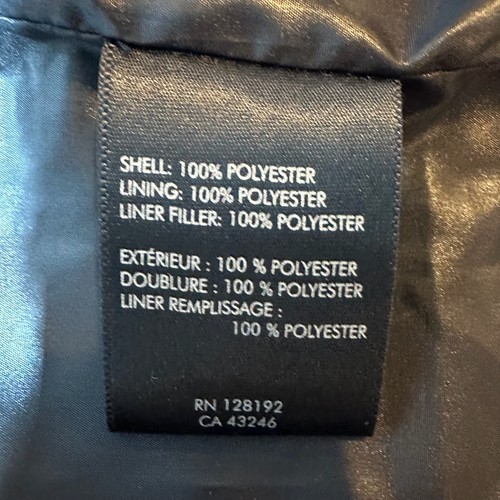 SHELL: 100% POLYESTER
LINING: 100% POLYESTER
LINER FILLER: 100% POLYESTER
EXTÉRIEUR : 100 % POLYESTER
DOUBLURE : 100 % POLYESTER
LINER REMPLISSAGE :
100 % POLYESTER
RN 128192
CA 43246